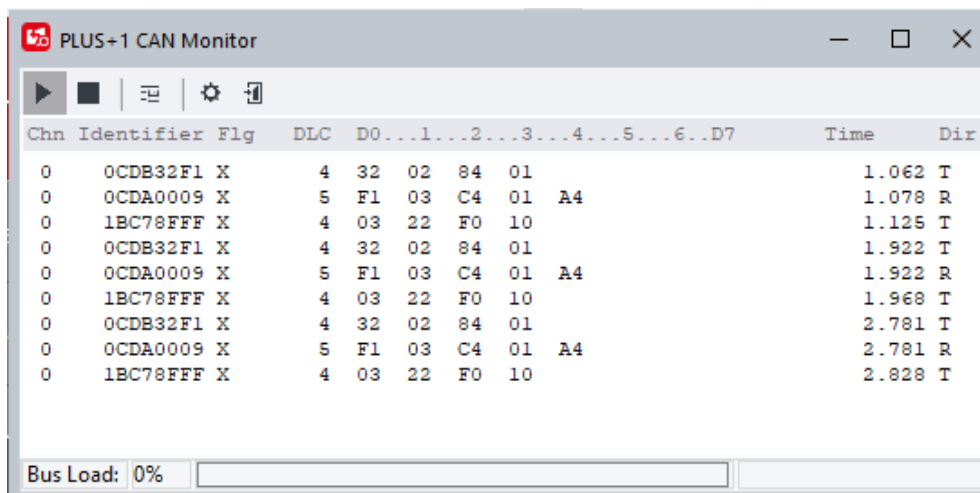 PLUS+1 CAN Monitor
Chn Identifier Flg DLC D0...1...2...3...4...5...6..D7 Time Dir
0 0CDB32F1 X 4 32 02 84 01 1.062 T
0 0CDA0009 X 5 F1 03 C4 01 A4 1.078 R
0 1BC78FFF X 4 03 22 F0 10 1.125 T
0 0CDB32F1 X 4 32 02 84 01 1.922 T
0 0CDA0009 X 5 F1 03 C4 01 A4 1.922 R
0 1BC78FFF X 4 03 22 F0 10 1.968 T
0 0CDB32F1 X 4 32 02 84 01 2.781 T
0 0CDA0009 X 5 F1 03 C4 01 A4 2.781 R
0 1BC78FFF X 4 03 22 F0 10 2.828 T
Bus Load: 0%